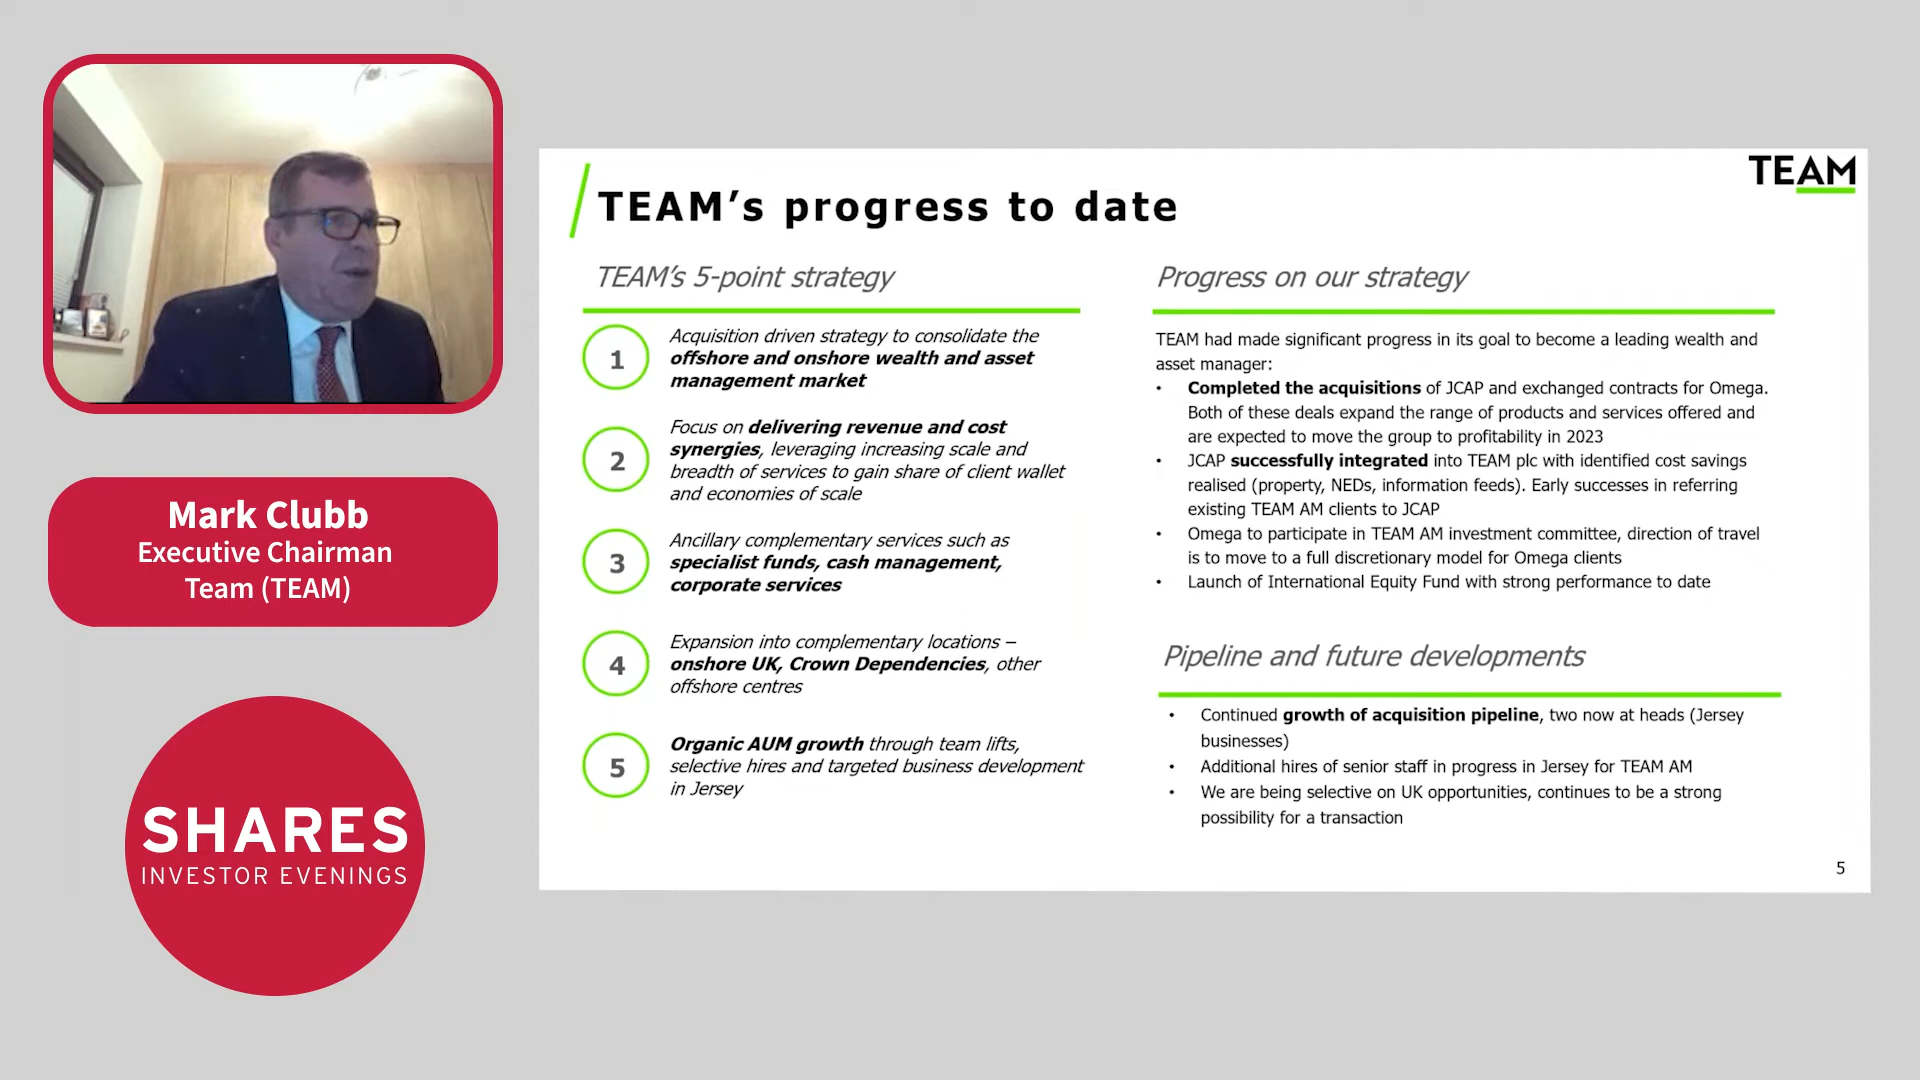 Mark Clubb
Executive Chairman
Team (TEAM)
SHARES
INVESTOR EVENINGS
TEAM
TEAM’s progress to date
TEAM’s 5-point strategy
1
Acquisition driven strategy to consolidate the
offshore and onshore wealth and asset
management market
2
Focus on delivering revenue and cost
synergies, leveraging increasing scale and
breadth of services to gain share of client wallet
and economies of scale
3
Ancillary complementary services such as
specialist funds, cash management,
corporate services
4
Expansion into complementary locations –
onshore UK, Crown Dependencies, other
offshore centres
5
Organic AUM growth through team lifts,
selective hires and targeted business development
in Jersey
Progress on our strategy
TEAM had made significant progress in its goal to become a leading wealth and
asset manager:
• Completed the acquisitions of JCAP and exchanged contracts for Omega.
Both of these deals expand the range of products and services offered and
are expected to move the group to profitability in 2023
• JCAP successfully integrated into TEAM plc with identified cost savings
realised (property, NEDs, information feeds). Early successes in referring
existing TEAM AM clients to JCAP
• Omega to participate in TEAM AM investment committee, direction of travel
is to move to a full discretionary model for Omega clients
• Launch of International Equity Fund with strong performance to date
Pipeline and future developments
• Continued growth of acquisition pipeline, two now at heads (Jersey
businesses)
• Additional hires of senior staff in progress in Jersey for TEAM AM
• We are being selective on UK opportunities, continues to be a strong
possibility for a transaction
5